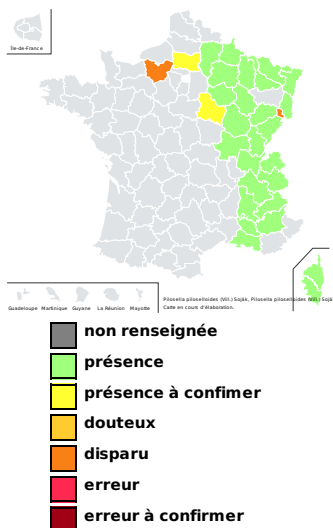 Île-de-France
Guadeloupe Martinique Guyane La Réunion Mayotte
Pilosella piloselloides (Vill.) Soják, Pilosella piloselloides (Vill.) Soják
Carte en cours d'élaboration.
non renseignée
présence
présence à confimer
douteux
disparu
erreur
erreur à confirmer